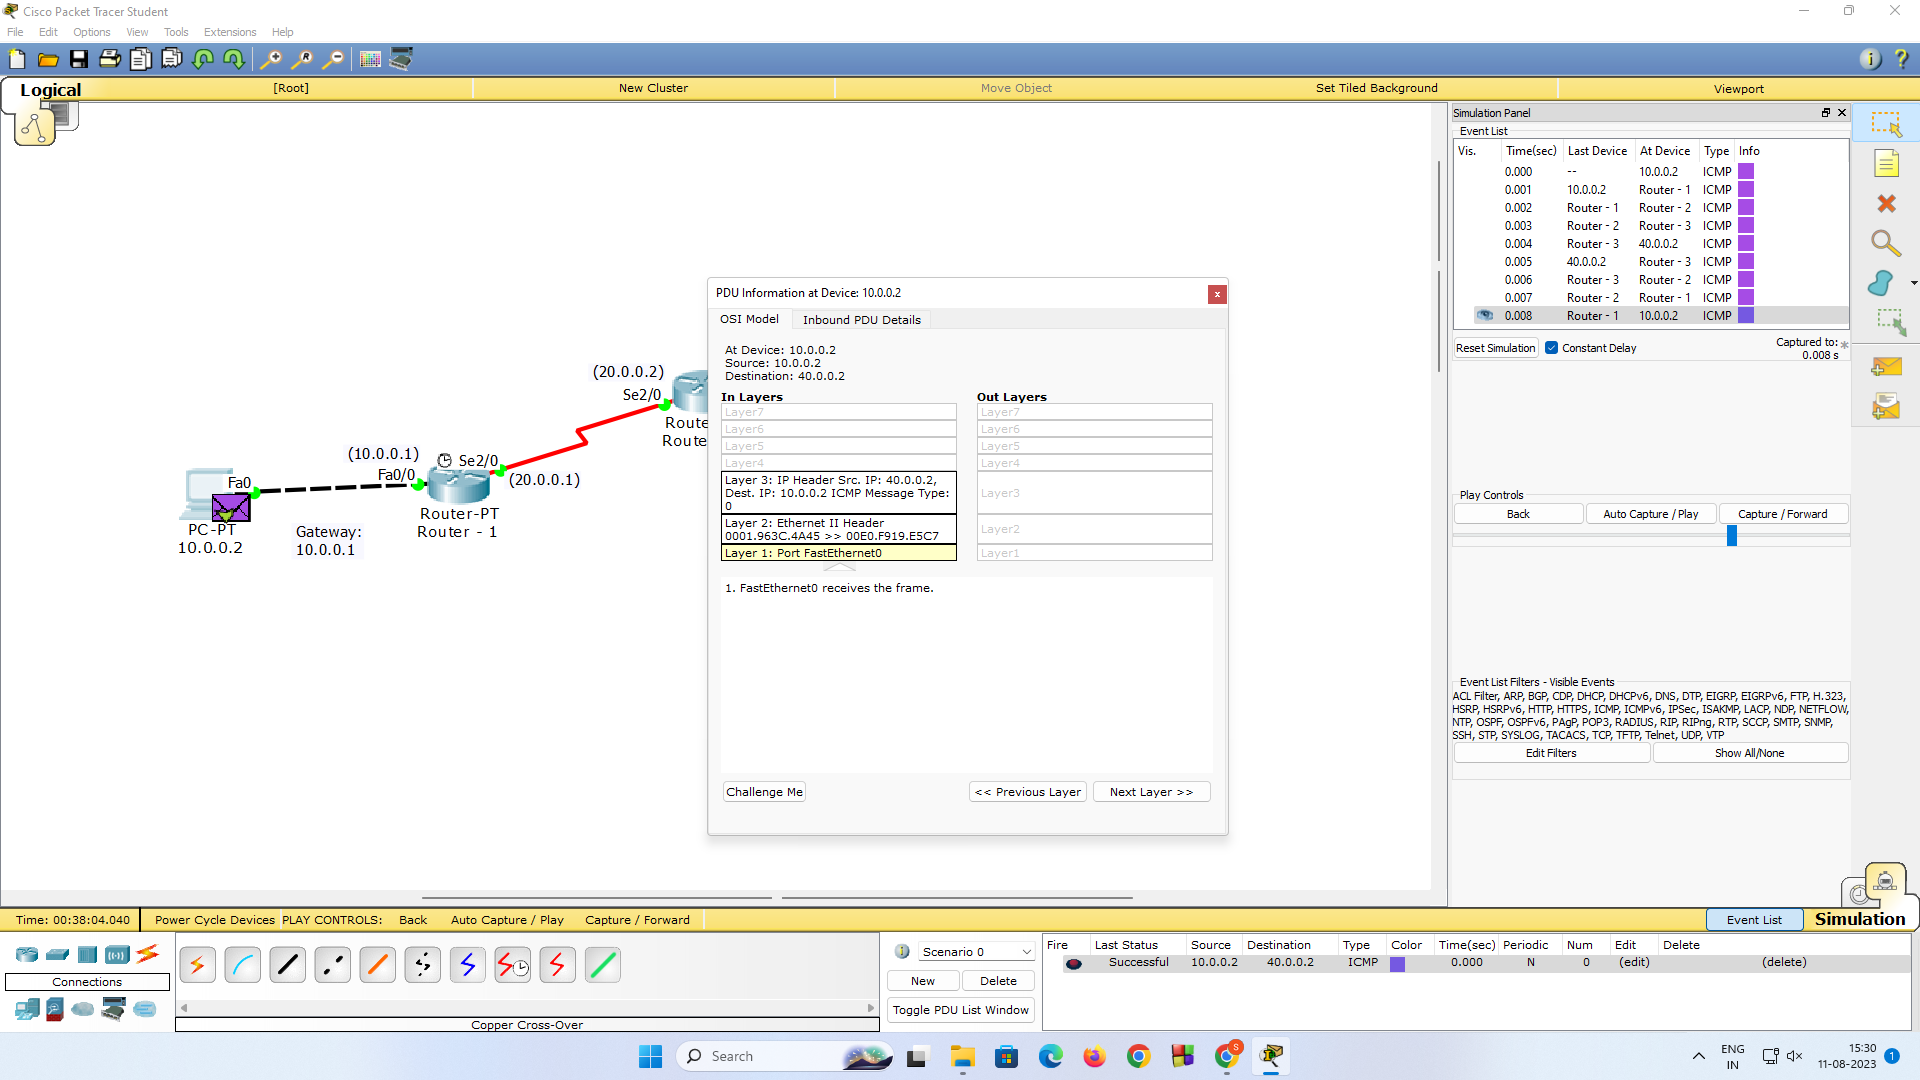 Cisco Packet Tracer Student
File Edit Options View Tools Extensions Help
Logical [Root] New Cluster Move Object Set Tiled Background Viewport
(20.0.0.2)
Se2/0
Route
Route
(10.0.0.1)
Se2/0
Fa0/0
(20.0.0.1)
Fa0
Router-PT
Router - 1
PC-PT
10.0.0.2
Gateway:
10.0.0.1
PDU Information at Device: 10.0.0.2
x
OSI Model Inbound PDU Details
At Device: 10.0.0.2
Source: 10.0.0.2
Destination: 40.0.0.2
In Layers Out Layers
Layer7 Layer7
Layer6 Layer6
Layer5 Layer5
Layer4 Layer4
Layer 3: IP Header Src. IP: 40.0.0.2,
Dest. IP: 10.0.0.2 ICMP Message Type:
0
Layer3
Layer 2: Ethernet II Header
0001.963C.4A45 >> 00E0.F919.E5C7
Layer2
Layer 1: Port FastEthernet0 Layer1
1. FastEthernet0 receives the frame.
Challenge Me << Previous Layer Next Layer >>
Simulation Panel
Event List
Vis. Time(sec) Last Device At Device Type Info
0.000 -- 10.0.0.2 ICMP
0.001 10.0.0.2 Router - 1 ICMP
0.002 Router - 1 Router - 2 ICMP
0.003 Router - 2 Router - 3 ICMP
0.004 Router - 3 40.0.0.2 ICMP
0.005 40.0.0.2 Router - 3 ICMP
0.006 Router - 3 Router - 2 ICMP
0.007 Router - 2 Router - 1 ICMP
0.008 Router - 1 10.0.0.2 ICMP
Reset Simulation Constant Delay Captured to: *
0.008 s
Play Controls
Back Auto Capture / Play Capture / Forward
Event List Filters - Visible Events
ACL Filter, ARP, BGP, CDP, DHCP, DHCPv6, DNS, DTP, EIGRP, EIGRPv6, FTP, H.323,
HSRP, HSRPv6, HTTP, HTTPS, ICMP, ICMPv6, IPSec, ISAKMP, LACP, NDP, NETFLOW,
NTP, OSPF, OSPFv6, PAgP, POP3, RADIUS, RIP, RIPng, RTP, SCCP, SMTP, SNMP,
SSH, STP, SYSLOG, TACACS, TCP, TFTP, Telnet, UDP, VTP
Edit Filters Show All/None
Time: 00:38:04.040 Power Cycle Devices PLAY CONTROLS: Back Auto Capture / Play Capture / Forward Event List Simulation
Connections
Copper Cross-Over
Scenario 0
New Delete
Toggle PDU List Window
Fire Last Status Source Destination Type Color Time(sec) Periodic Num Edit Delete
Successful 10.0.0.2 40.0.0.2 ICMP 0.000 N 0 (edit) (delete)
Search
S
ENG
IN
15:30
11-08-2023
1